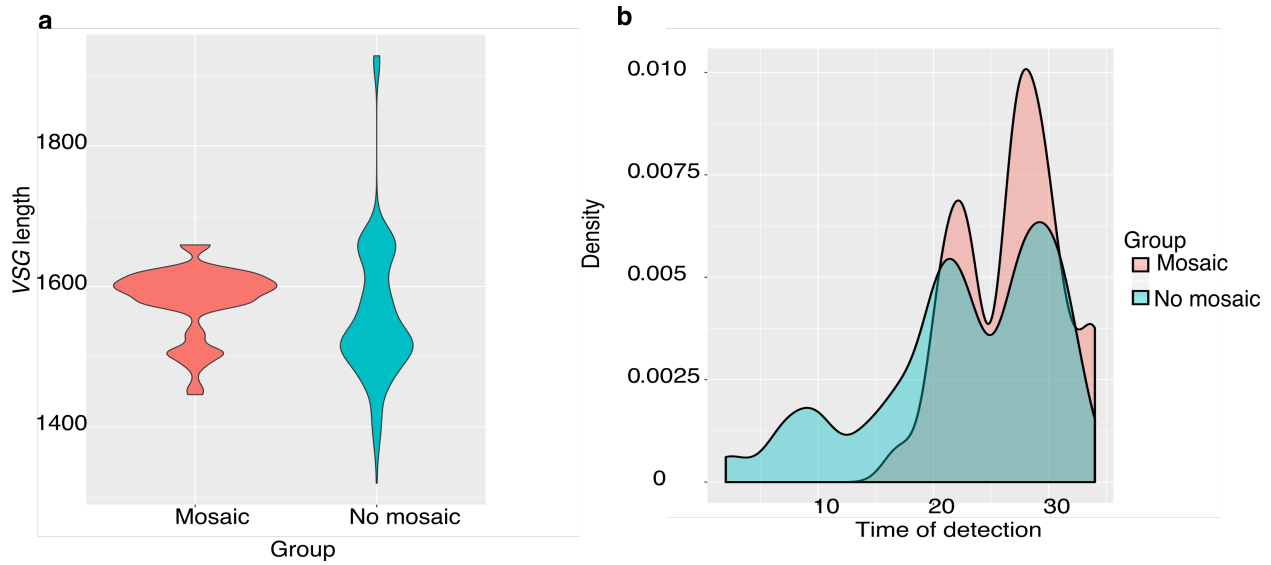 a
VSG length
1800
1600
1400
Mosaic
No mosaic
Group
b
Density
0.010
0.0075
0.005
0.0025
0
10
20
30
Time of detection
Group
Mosaic
No mosaic